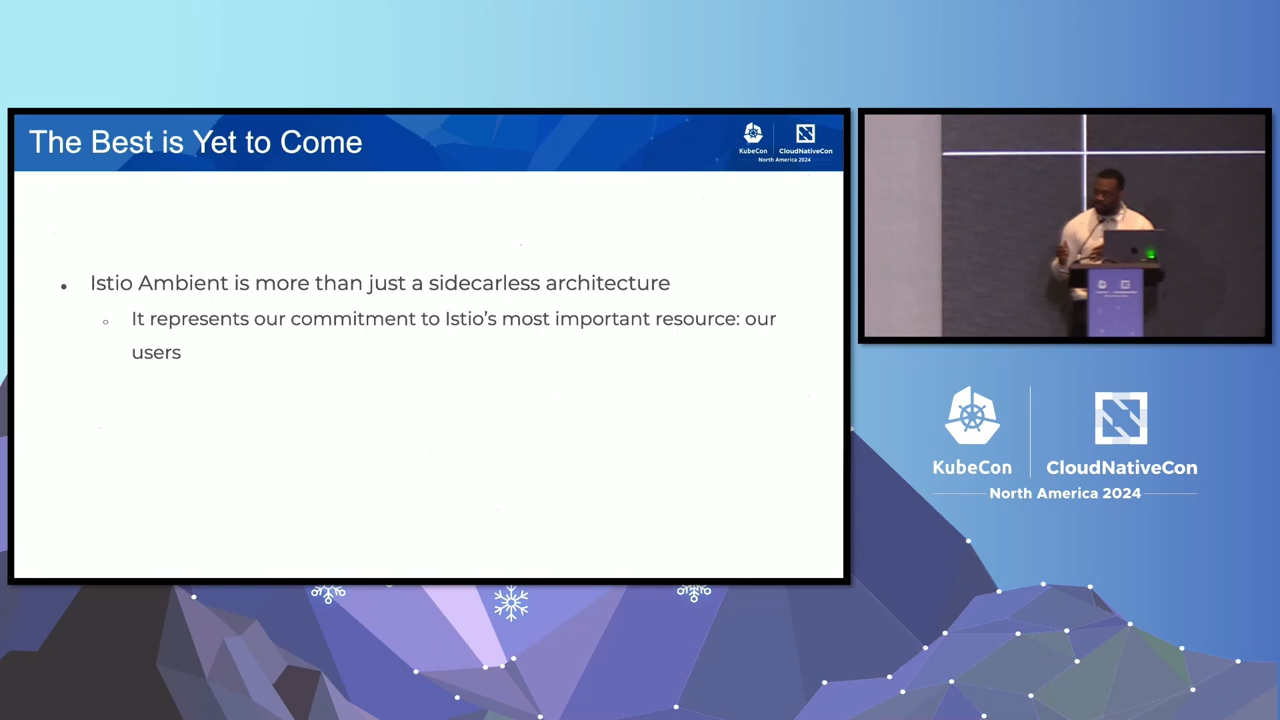 The Best is Yet to Come
KubeCon
CloudNativeCon
North America 2024
• Istio Ambient is more than just a sidecarless architecture
○ It represents our commitment to Istio’s most important resource: our
users
KubeCon
CloudNativeCon
North America 2024